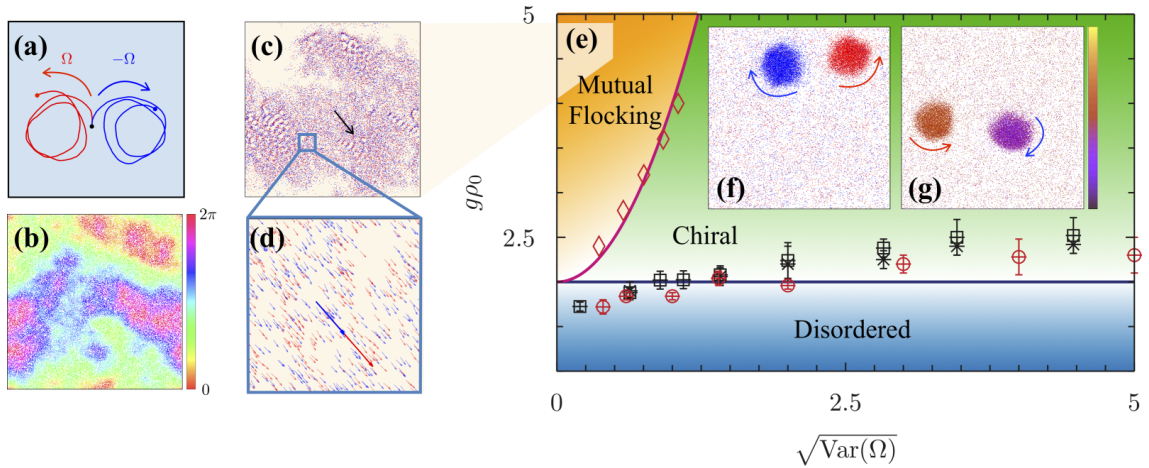 (a)
Ω
−Ω
(b)
2π
0
(c)
(d)
(e)
Mutual
Flocking
(f)
(g)
Chiral
Disordered
5
2.5
gρ₀
0
2.5
5
√Var(Ω)